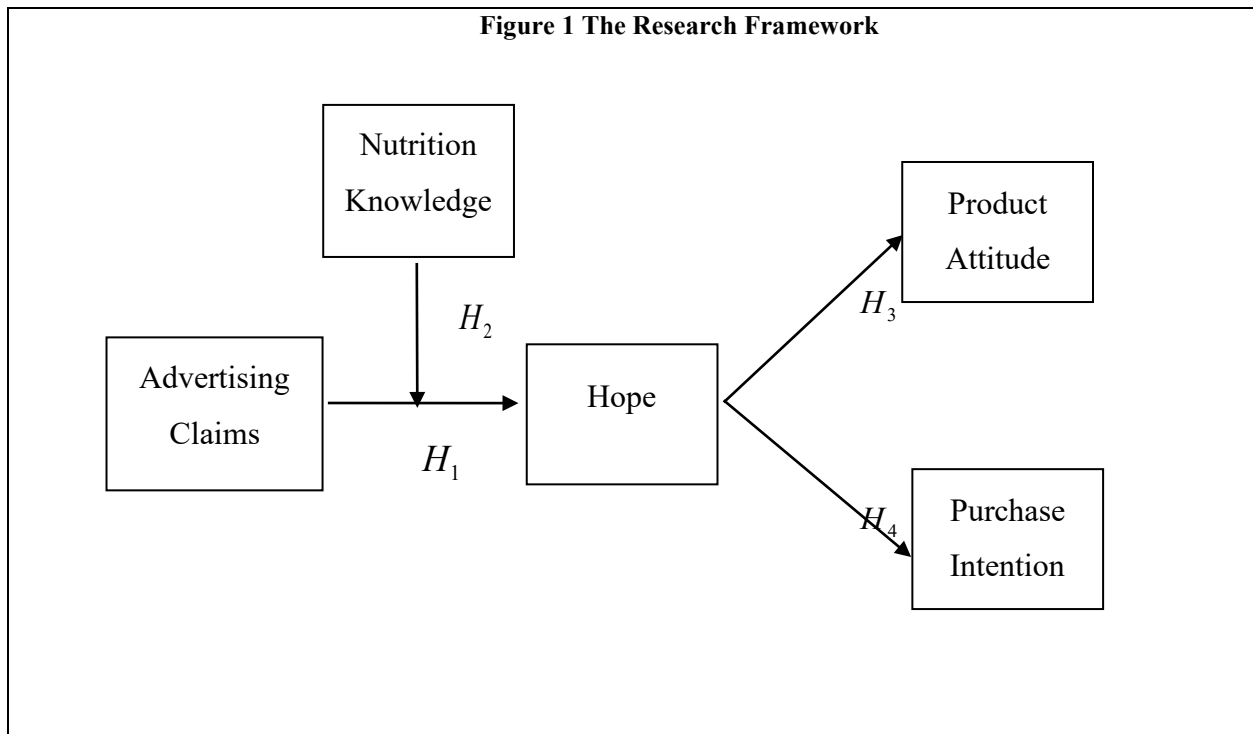 Figure 1 The Research Framework
Nutrition
Knowledge
Product
Attitude
H₂
H₃
Advertising
Claims
Hope
H₁
H₄
Purchase
Intention